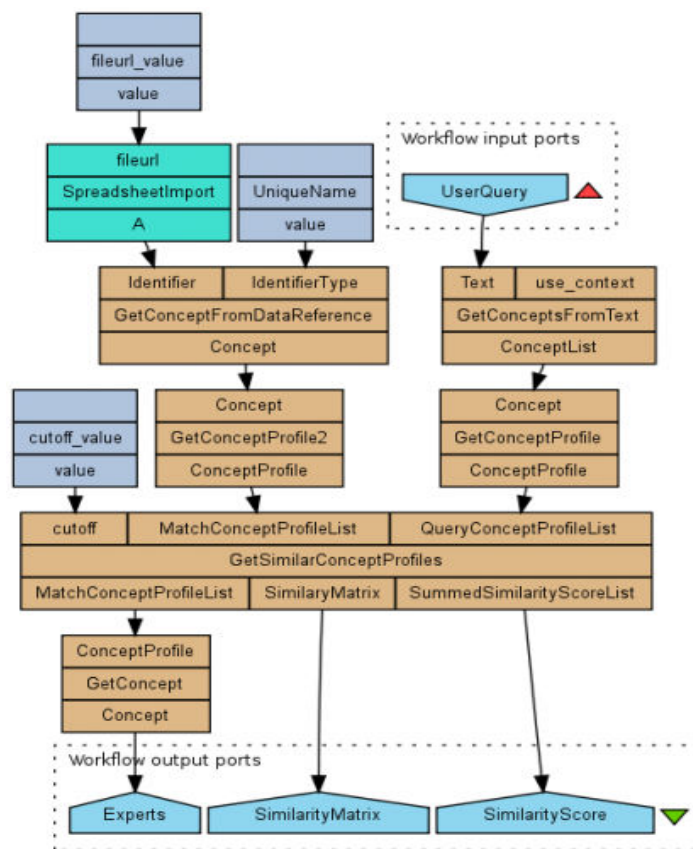 fileurl_value
value
Workflow input ports
fileurl
SpreadsheetImport
A
UniqueName
value
UserQuery
Identifier IdentifierType
GetConceptFromDataReference
Concept
Text use_context
GetConceptsFromText
ConceptList
cutoff_value
value
Concept
GetConceptProfile2
ConceptProfile
Concept
GetConceptProfile
ConceptProfile
cutoff MatchConceptProfileList QueryConceptProfileList
GetSimilarConceptProfiles
MatchConceptProfileList SimilaryMatrix SummedSimilarityScoreList
ConceptProfile
GetConcept
Concept
Workflow output ports
Experts SimilarityMatrix SimilarityScore